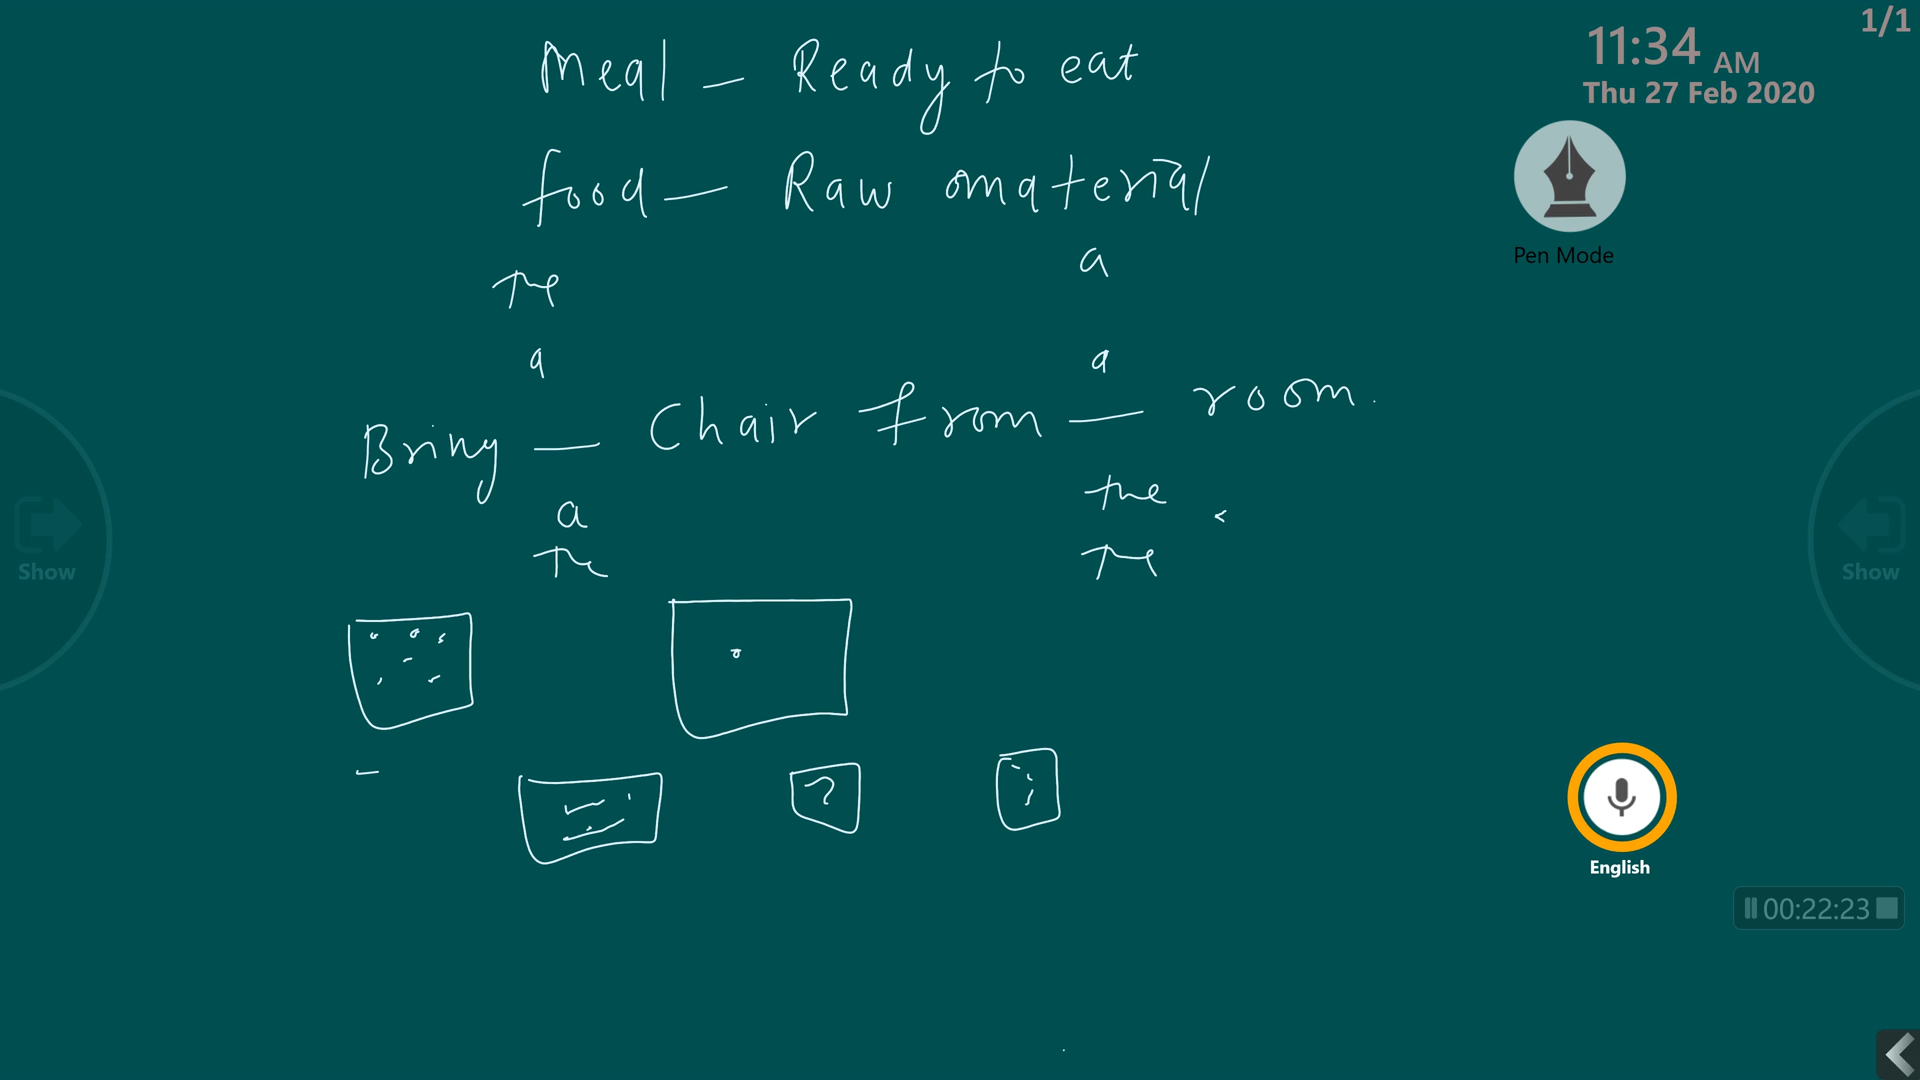 1/1
11:34 AM
Thu 27 Feb 2020
Meal — Ready to eat
food — Raw material
Pen Mode
the a
a a
Bring — Chair from — room.
a the
The The
Show Show
?
English
00:22:23